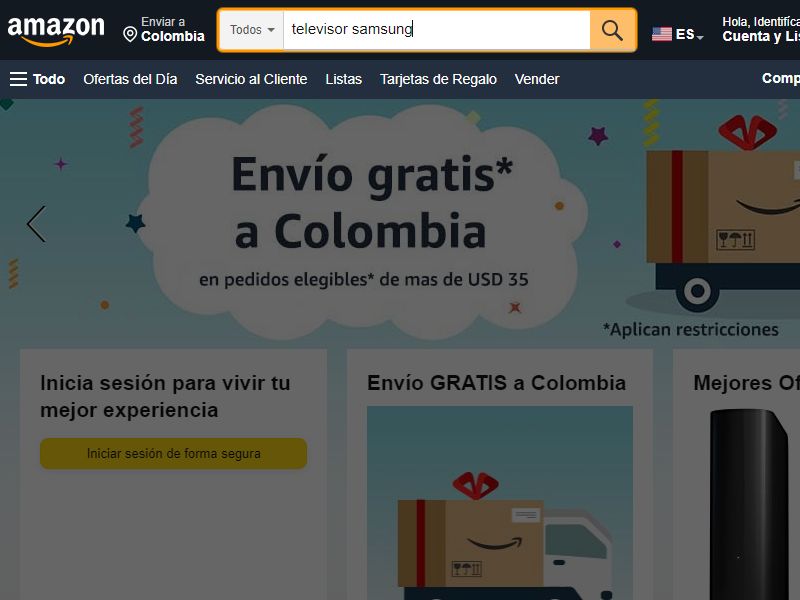 amazon
Enviar a
Colombia
Todos
televisor samsung
ES
Hola, Identifíca
Cuenta y Lis
Todo
Ofertas del Día
Servicio al Cliente
Listas
Tarjetas de Regalo
Vender
Comp
Envío gratis*
a Colombia
en pedidos elegibles* de mas de USD 35
*Aplican restricciones
Inicia sesión para vivir tu
mejor experiencia
Iniciar sesión de forma segura
Envío GRATIS a Colombia
Mejores Of